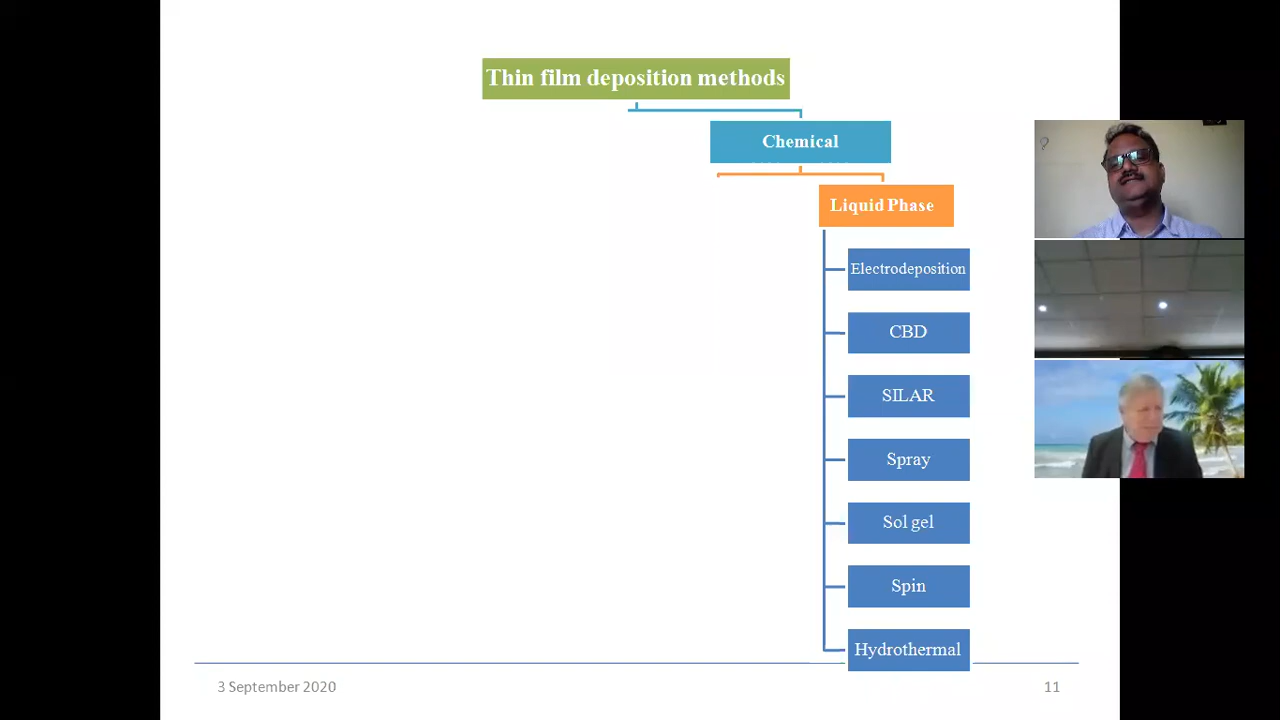 Thin film deposition methods
Chemical
Liquid Phase
Electrodeposition
CBD
SILAR
Spray
Sol gel
Spin
Hydrothermal
3 September 2020
11